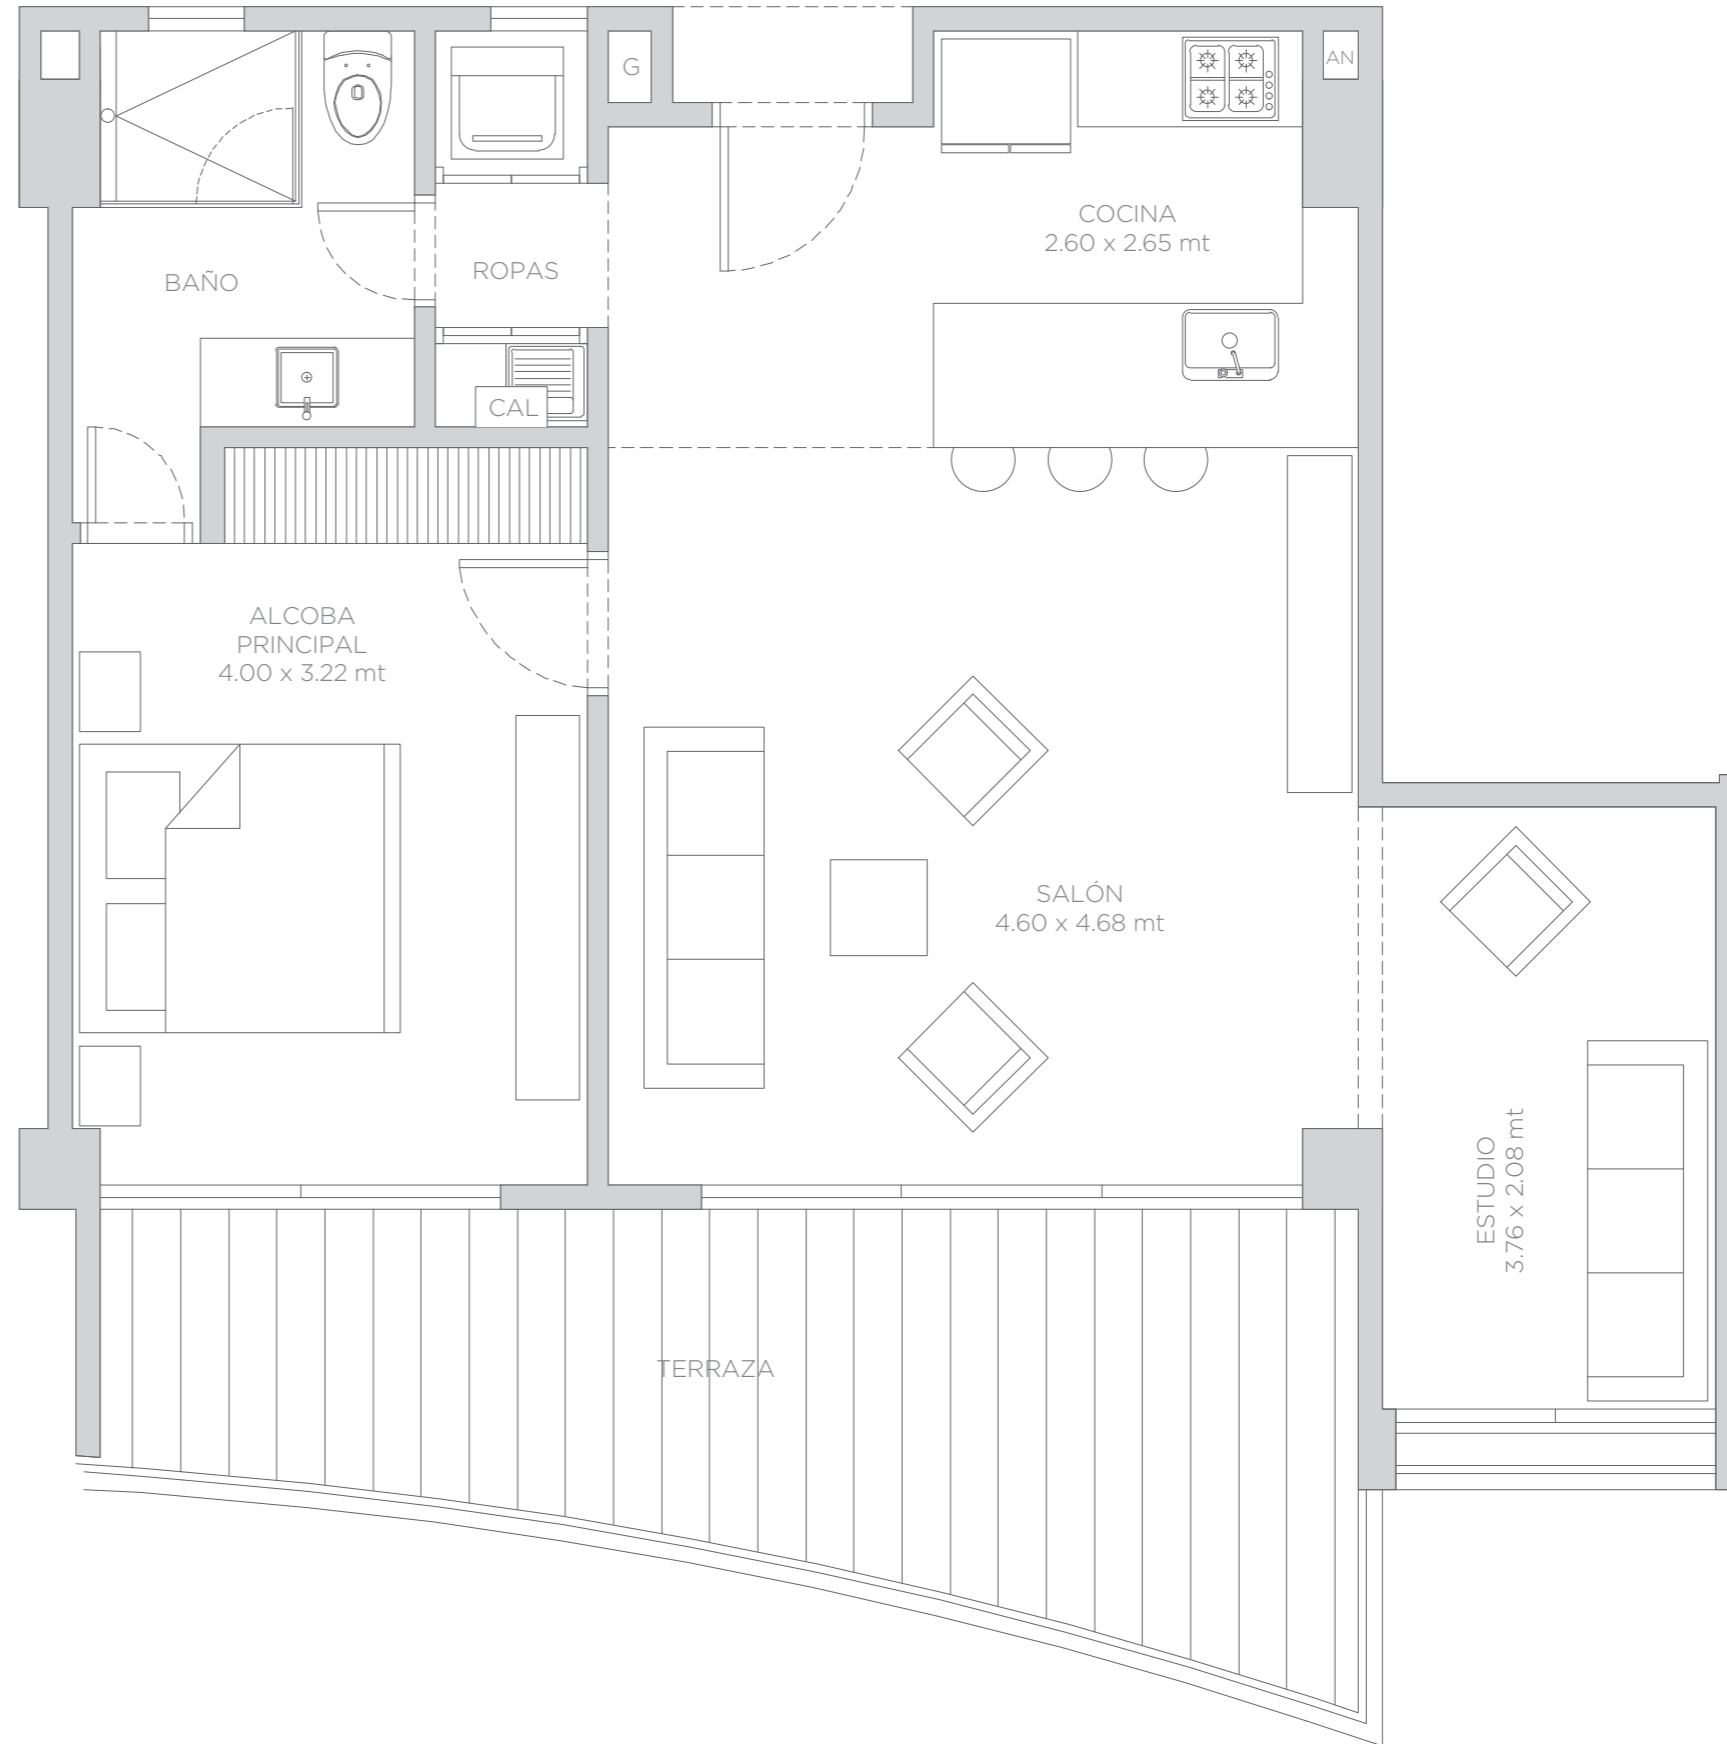 G
AN
COCINA
2.60 x 2.65 mt
BAÑO
ROPAS
CAL
ALCOBA
PRINCIPAL
4.00 x 3.22 mt
SALÓN
4.60 x 4.68 mt
ESTUDIO
3.76 x 2.08 mt
TERRAZA